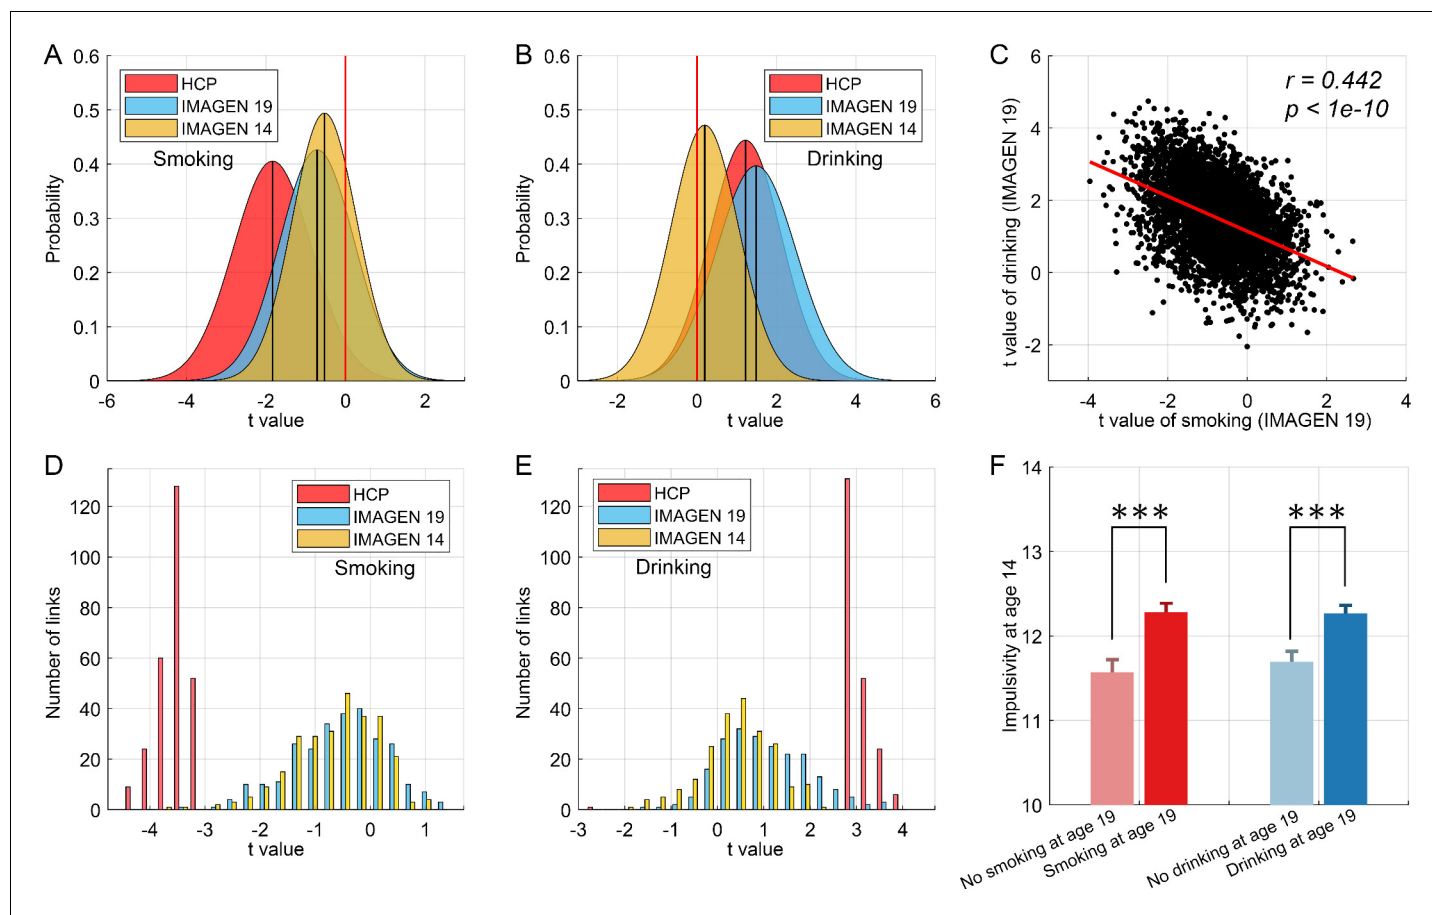 A
0.6
0.5
0.4
0.3
0.2
0.1
0
Probability
HCP
IMAGEN 19
IMAGEN 14
Smoking
-6
-4
-2
0
2
t value
B
0.6
0.5
0.4
0.3
0.2
0.1
0
Probability
HCP
IMAGEN 19
IMAGEN 14
Drinking
-2
0
2
4
6
t value
C
6
4
2
0
-2
t value of drinking (IMAGEN 19)
r = 0.442
p < 1e-10
-4
-2
0
2
4
t value of smoking (IMAGEN 19)
D
120
100
80
60
40
20
0
Number of links
HCP
IMAGEN 19
IMAGEN 14
Smoking
-4
-3
-2
-1
0
1
t value
E
120
100
80
60
40
20
0
Number of links
HCP
IMAGEN 19
IMAGEN 14
Drinking
-3
-2
-1
0
1
2
3
4
t value
F
14
13
12
11
10
Impulsivity at age 14
***
***
No smoking at age 19
Smoking at age 19
No drinking at age 19
Drinking at age 19